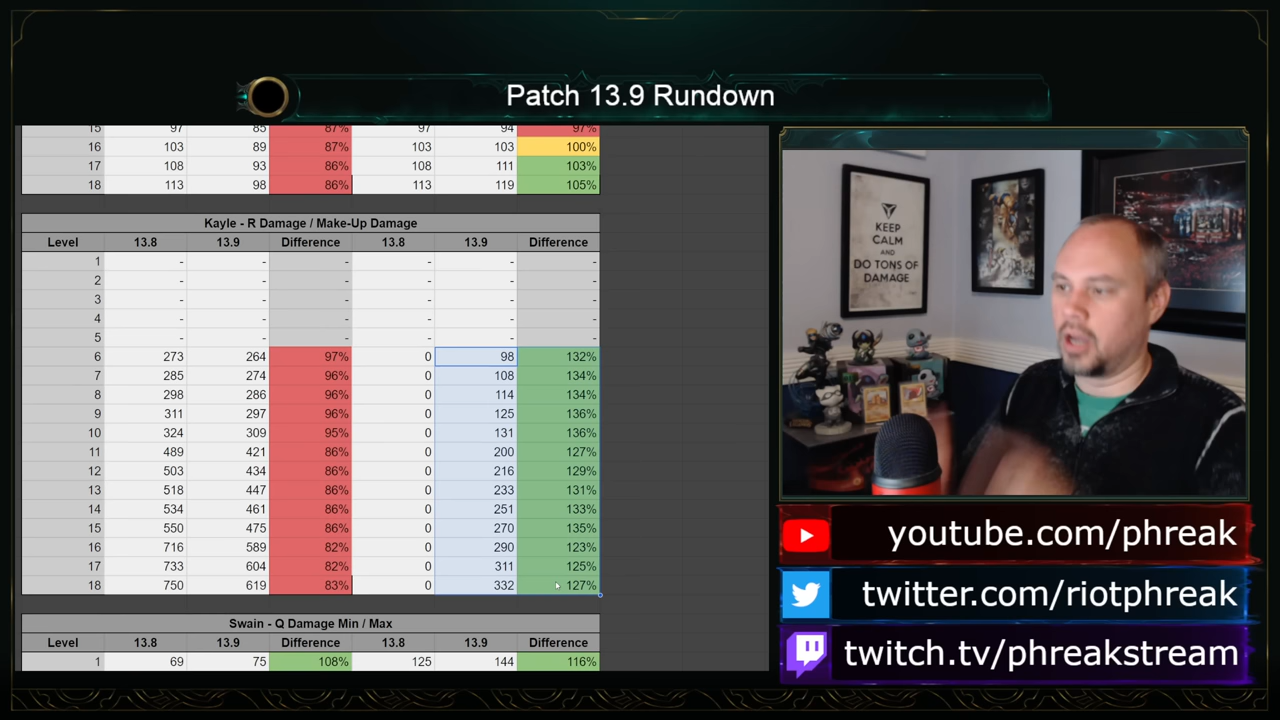 Patch 13.9 Rundown
15 97 85 87% 97 94 97%
16 103 89 87% 103 103 100%
17 108 93 86% 108 111 103%
18 113 98 86% 113 119 105%
Kayle - R Damage / Make-Up Damage
Level 13.8 13.9 Difference 13.8 13.9 Difference
1 - - - - - -
2 - - - - - -
3 - - - - - -
4 - - - - - -
5 - - - - - -
6 273 264 97% 0 98 132%
7 285 274 96% 0 108 134%
8 298 286 96% 0 114 134%
9 311 297 96% 0 125 136%
10 324 309 95% 0 131 136%
11 489 421 86% 0 200 127%
12 503 434 86% 0 216 129%
13 518 447 86% 0 233 131%
14 534 461 86% 0 251 133%
15 550 475 86% 0 270 135%
16 716 589 82% 0 290 123%
17 733 604 82% 0 311 125%
18 750 619 83% 0 332 127%
Swain - Q Damage Min / Max
Level 13.8 13.9 Difference 13.8 13.9 Difference
1 69 75 108% 125 144 116%
KEEP
CALM
AND
DO TONS OF
DAMAGE
youtube.com/phreak
twitter.com/riotphreak
twitch.tv/phreakstream